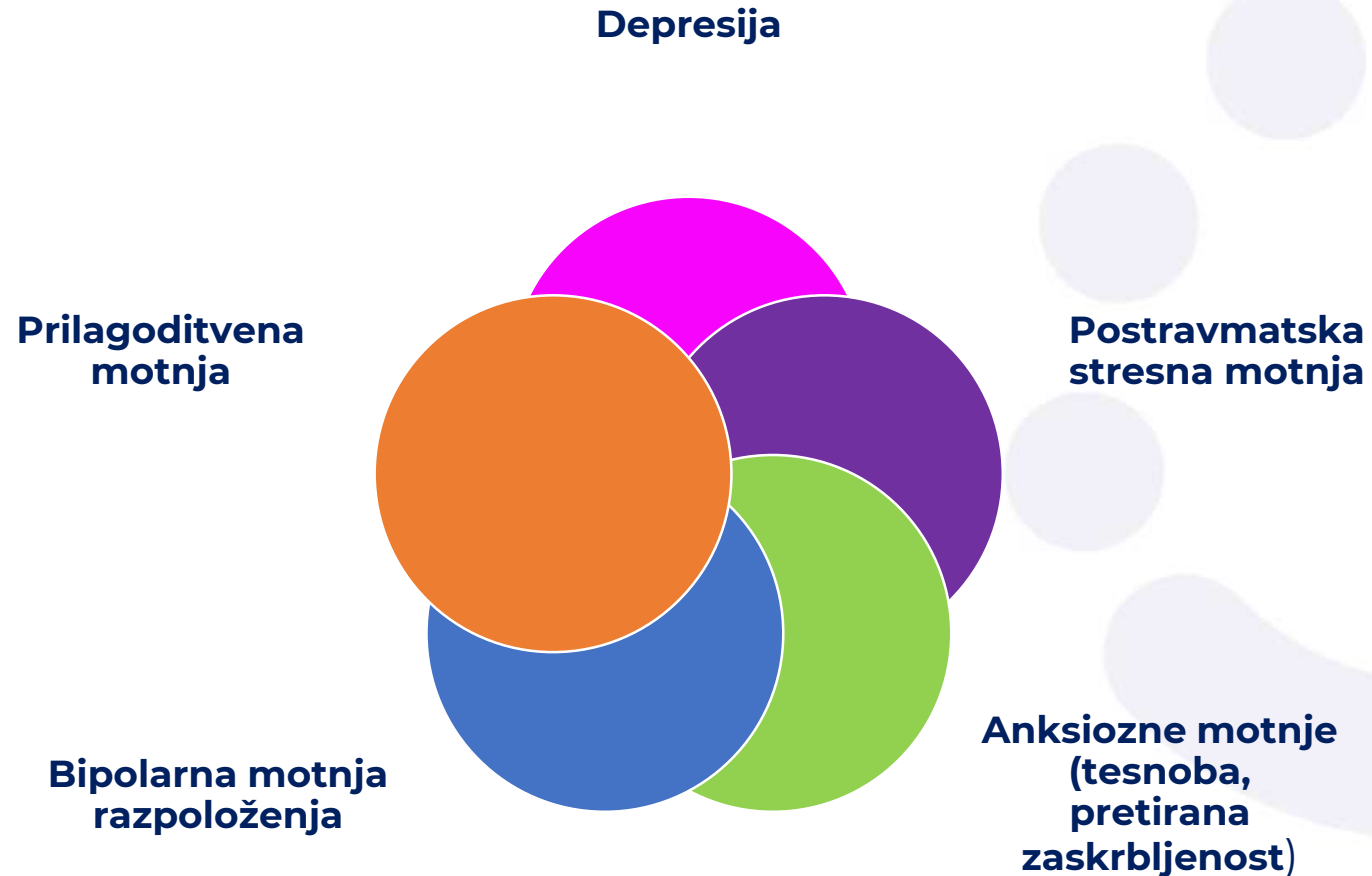 Depresija
Prilagoditvena
motnja
Postravmatska
stresna motnja
Bipolarna motnja
razpoloženja
Anksiozne motnje
(tesnoba,
pretirana
zaskrbljenost)